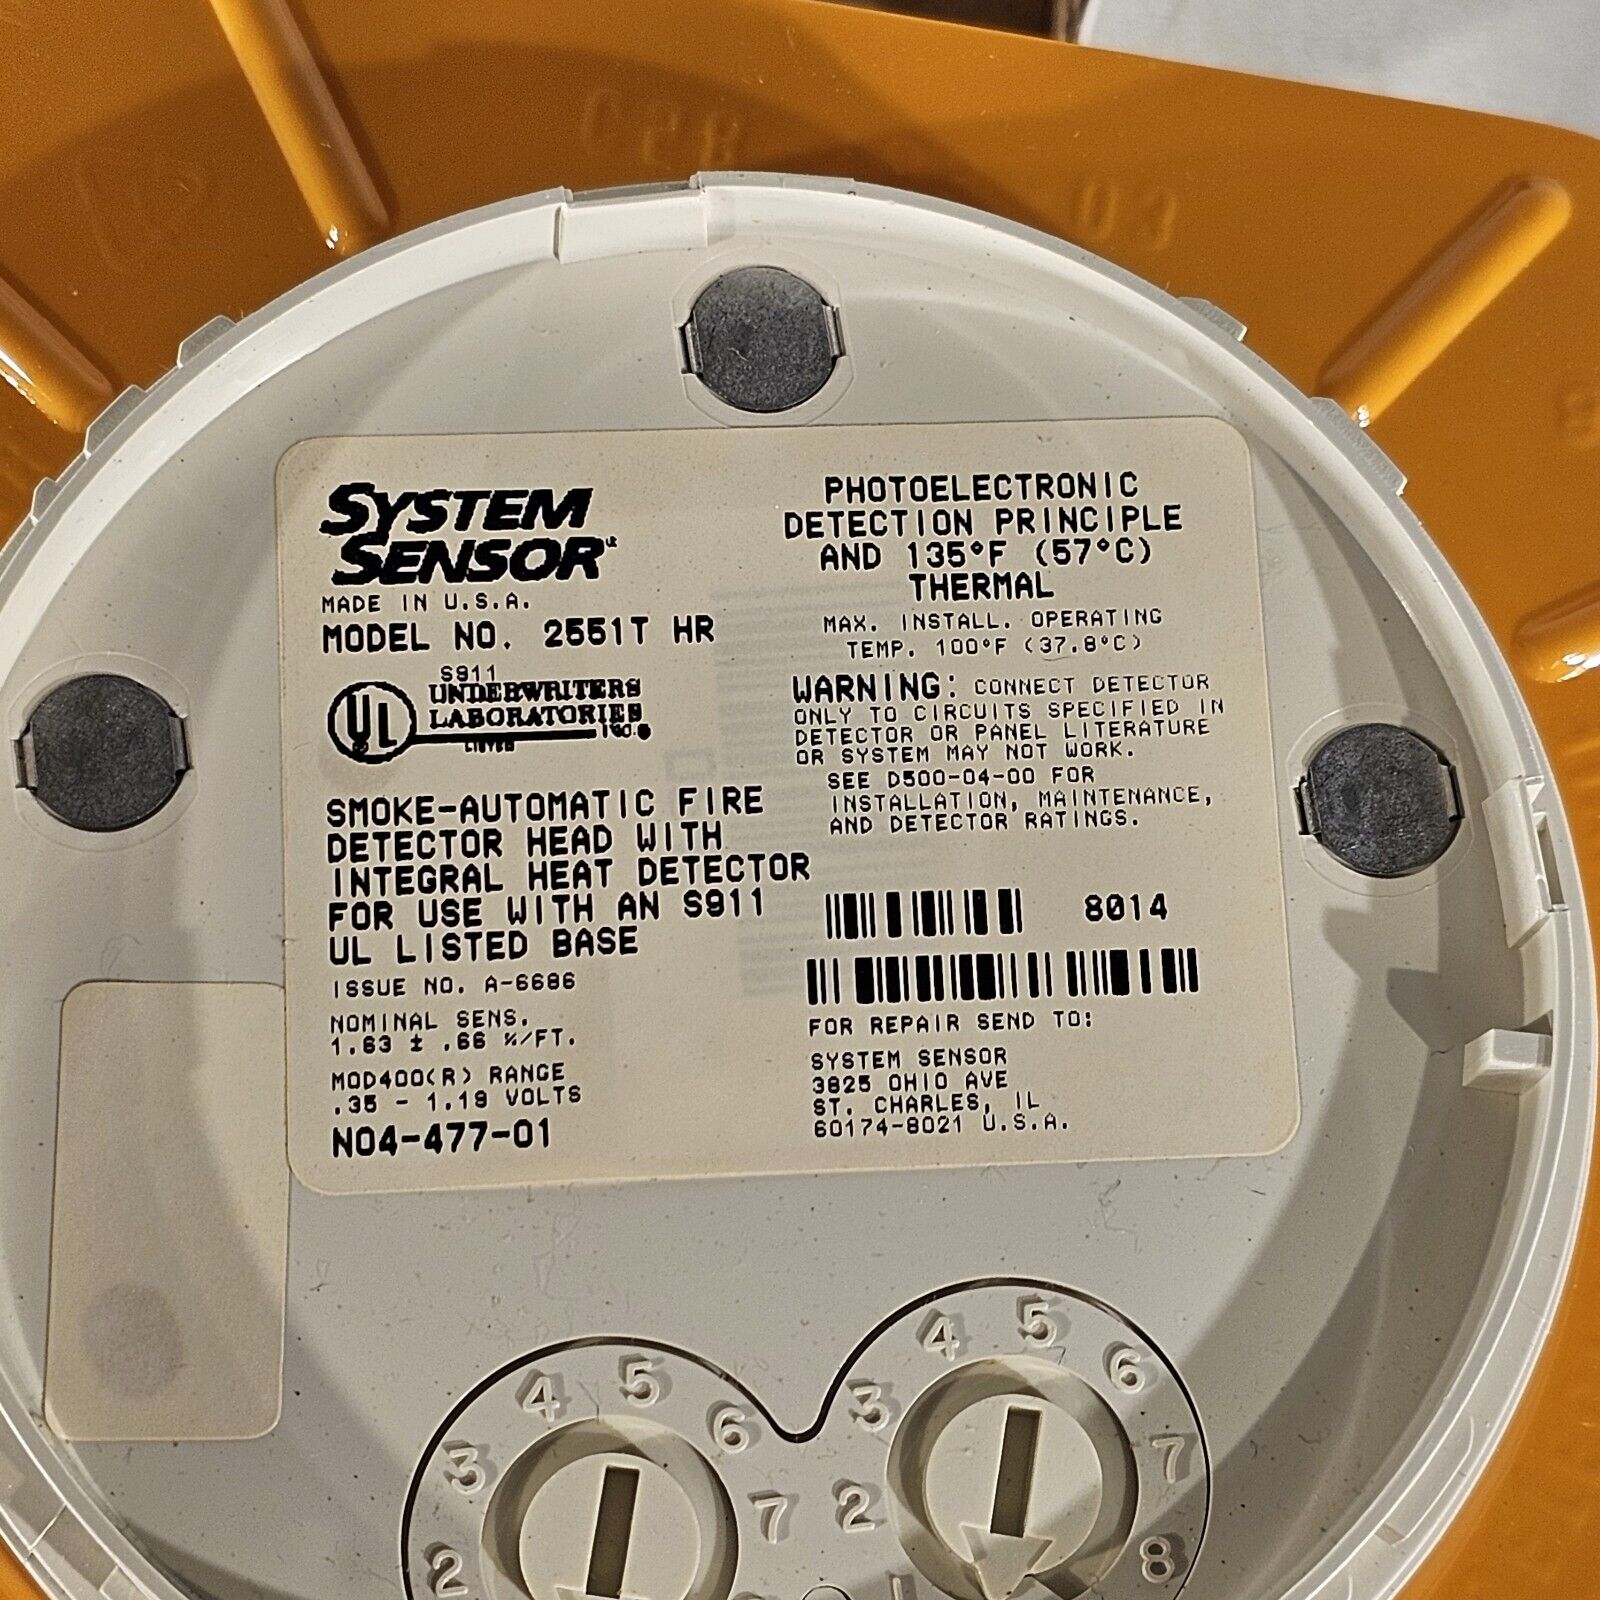 C2B
03
SYSTEM
SENSOR
MADE IN U.S.A.
MODEL NO. 2551T HR
S911
UL UNDERWRITERS
LABORATORIES
INC.®
LISTED
SMOKE-AUTOMATIC FIRE
DETECTOR HEAD WITH
INTEGRAL HEAT DETECTOR
FOR USE WITH AN S911
UL LISTED BASE
ISSUE NO. A-6686
NOMINAL SENS.
1.63 ± .66 %/FT.
MOD400(R) RANGE
.35 - 1.19 VOLTS
N04-477-01
PHOTOELECTRONIC
DETECTION PRINCIPLE
AND 135°F (57°C)
THERMAL
MAX. INSTALL. OPERATING
TEMP. 100°F (37.8°C)
WARNING: CONNECT DETECTOR
ONLY TO CIRCUITS SPECIFIED IN
DETECTOR OR PANEL LITERATURE
OR SYSTEM MAY NOT WORK.
SEE D500-04-00 FOR
INSTALLATION, MAINTENANCE,
AND DETECTOR RATINGS.
8014
FOR REPAIR SEND TO:
SYSTEM SENSOR
3825 OHIO AVE
ST. CHARLES, IL
60174-8021 U.S.A.
2 3 4 5 6 7
1 2 3 4 5 6 7 8